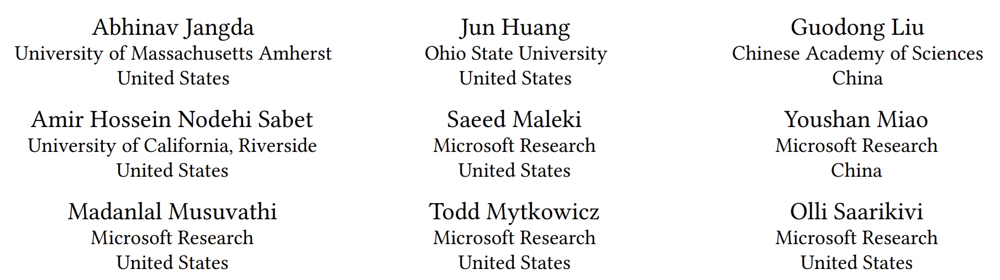 Abhinav Jangda
University of Massachusetts Amherst
United States
Jun Huang
Ohio State University
United States
Guodong Liu
Chinese Academy of Sciences
China
Amir Hossein Nodehi Sabet
University of California, Riverside
United States
Saeed Maleki
Microsoft Research
United States
Youshan Miao
Microsoft Research
China
Madanlal Musuvathi
Microsoft Research
United States
Todd Mytkowicz
Microsoft Research
United States
Olli Saarikivi
Microsoft Research
United States